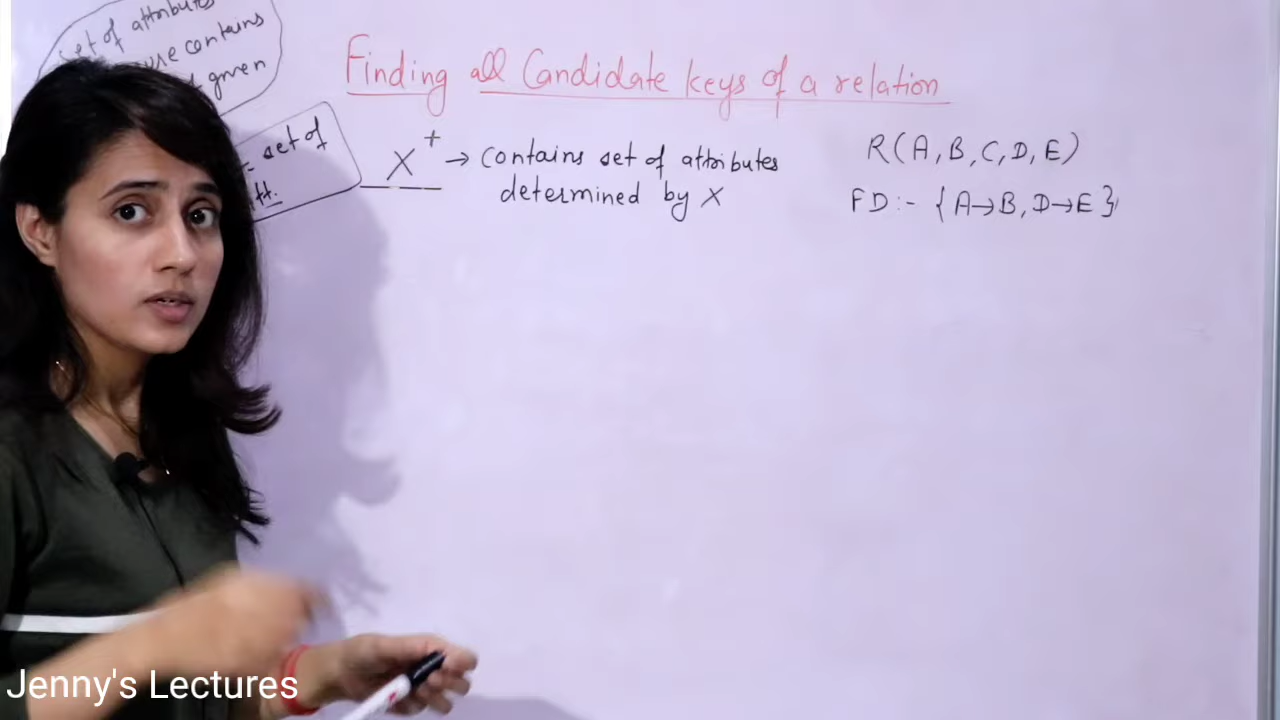 set of attributes
contains
given
Finding all Candidate keys of a relation
set of
X+ → Contains set of attributes
determined by X
R(A, B, C, D, E)
FD:- {A→B, D→E}
Jenny's Lectures